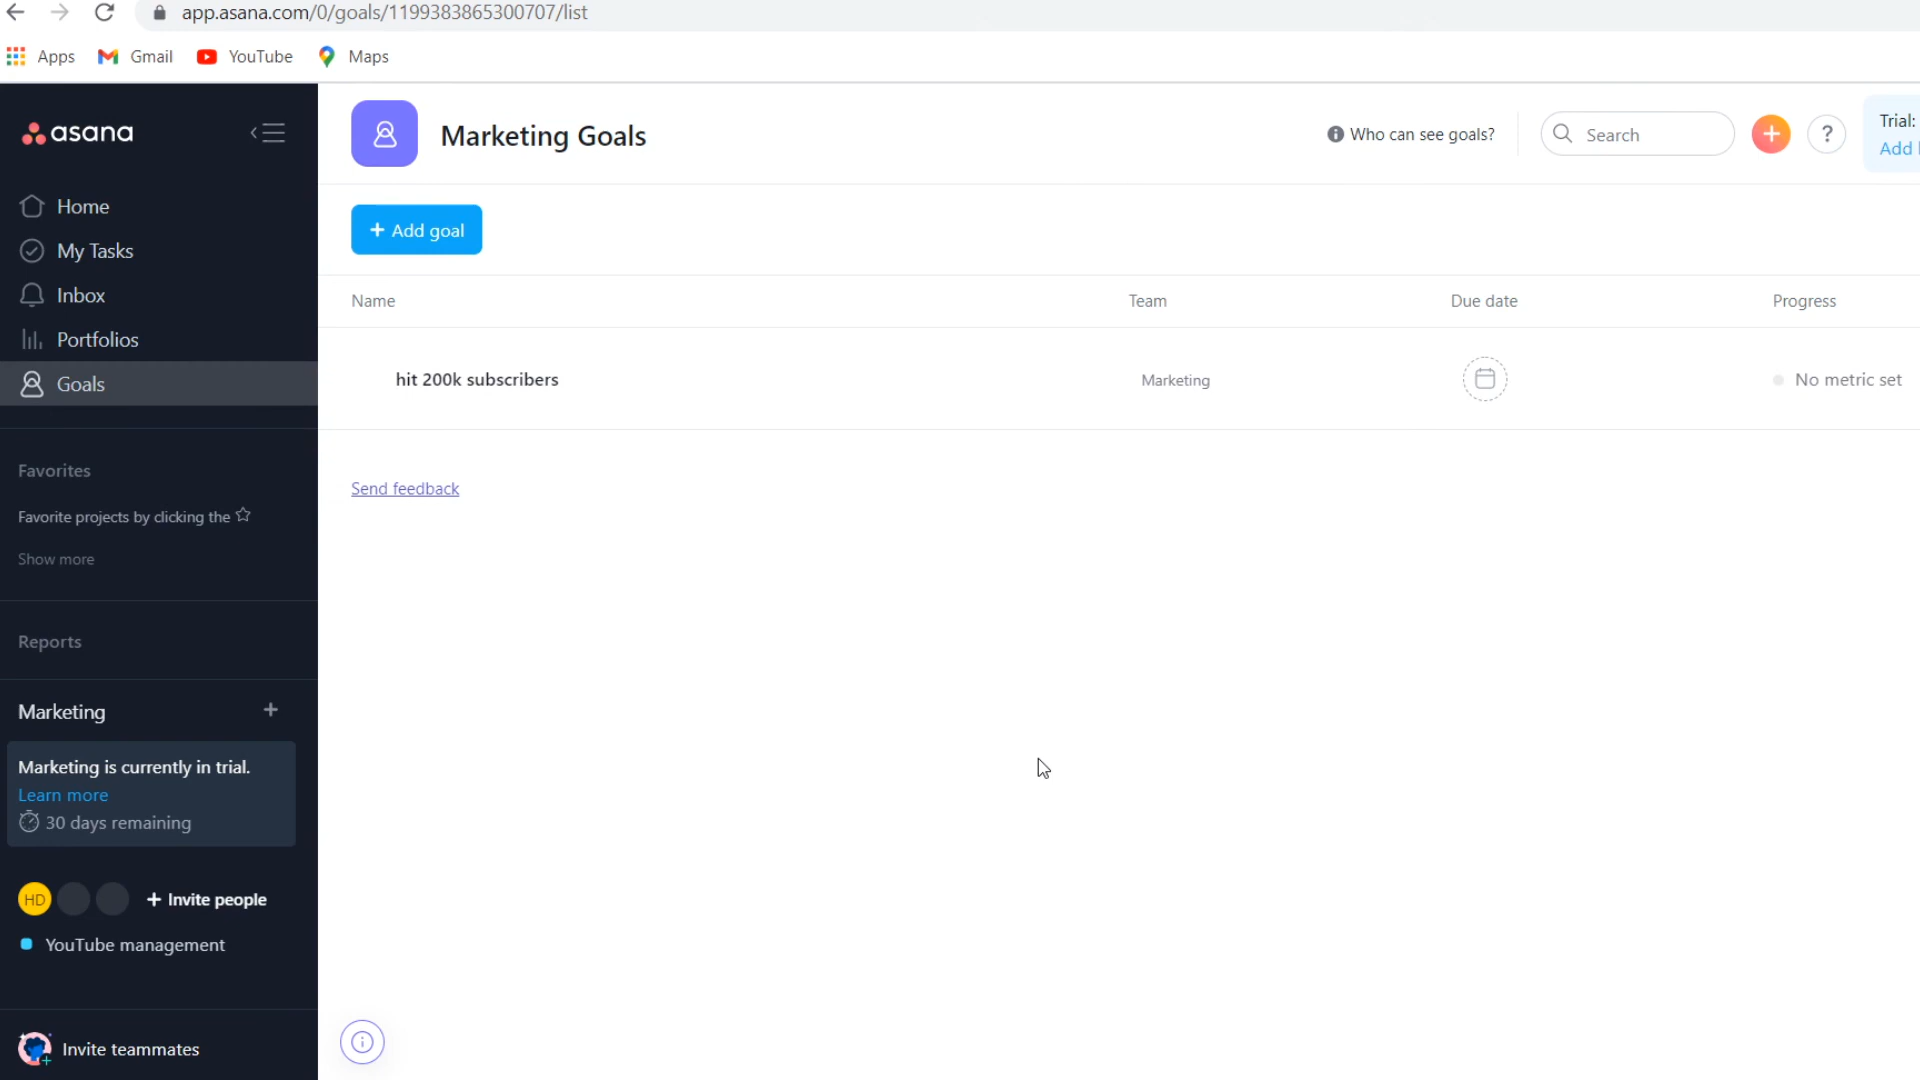 app.asana.com/0/goals/1199383865300707/list
Apps Gmail YouTube Maps
asana
Home
My Tasks
Inbox
Portfolios
Goals
Favorites
Favorite projects by clicking the
Show more
Reports
Marketing +
Marketing is currently in trial.
Learn more
30 days remaining
HD + Invite people
YouTube management
Invite teammates
Marketing Goals
Who can see goals?
Search
+ ?
Trial:
Add
+ Add goal
Name Team Due date Progress
hit 200k subscribers Marketing No metric set
Send feedback